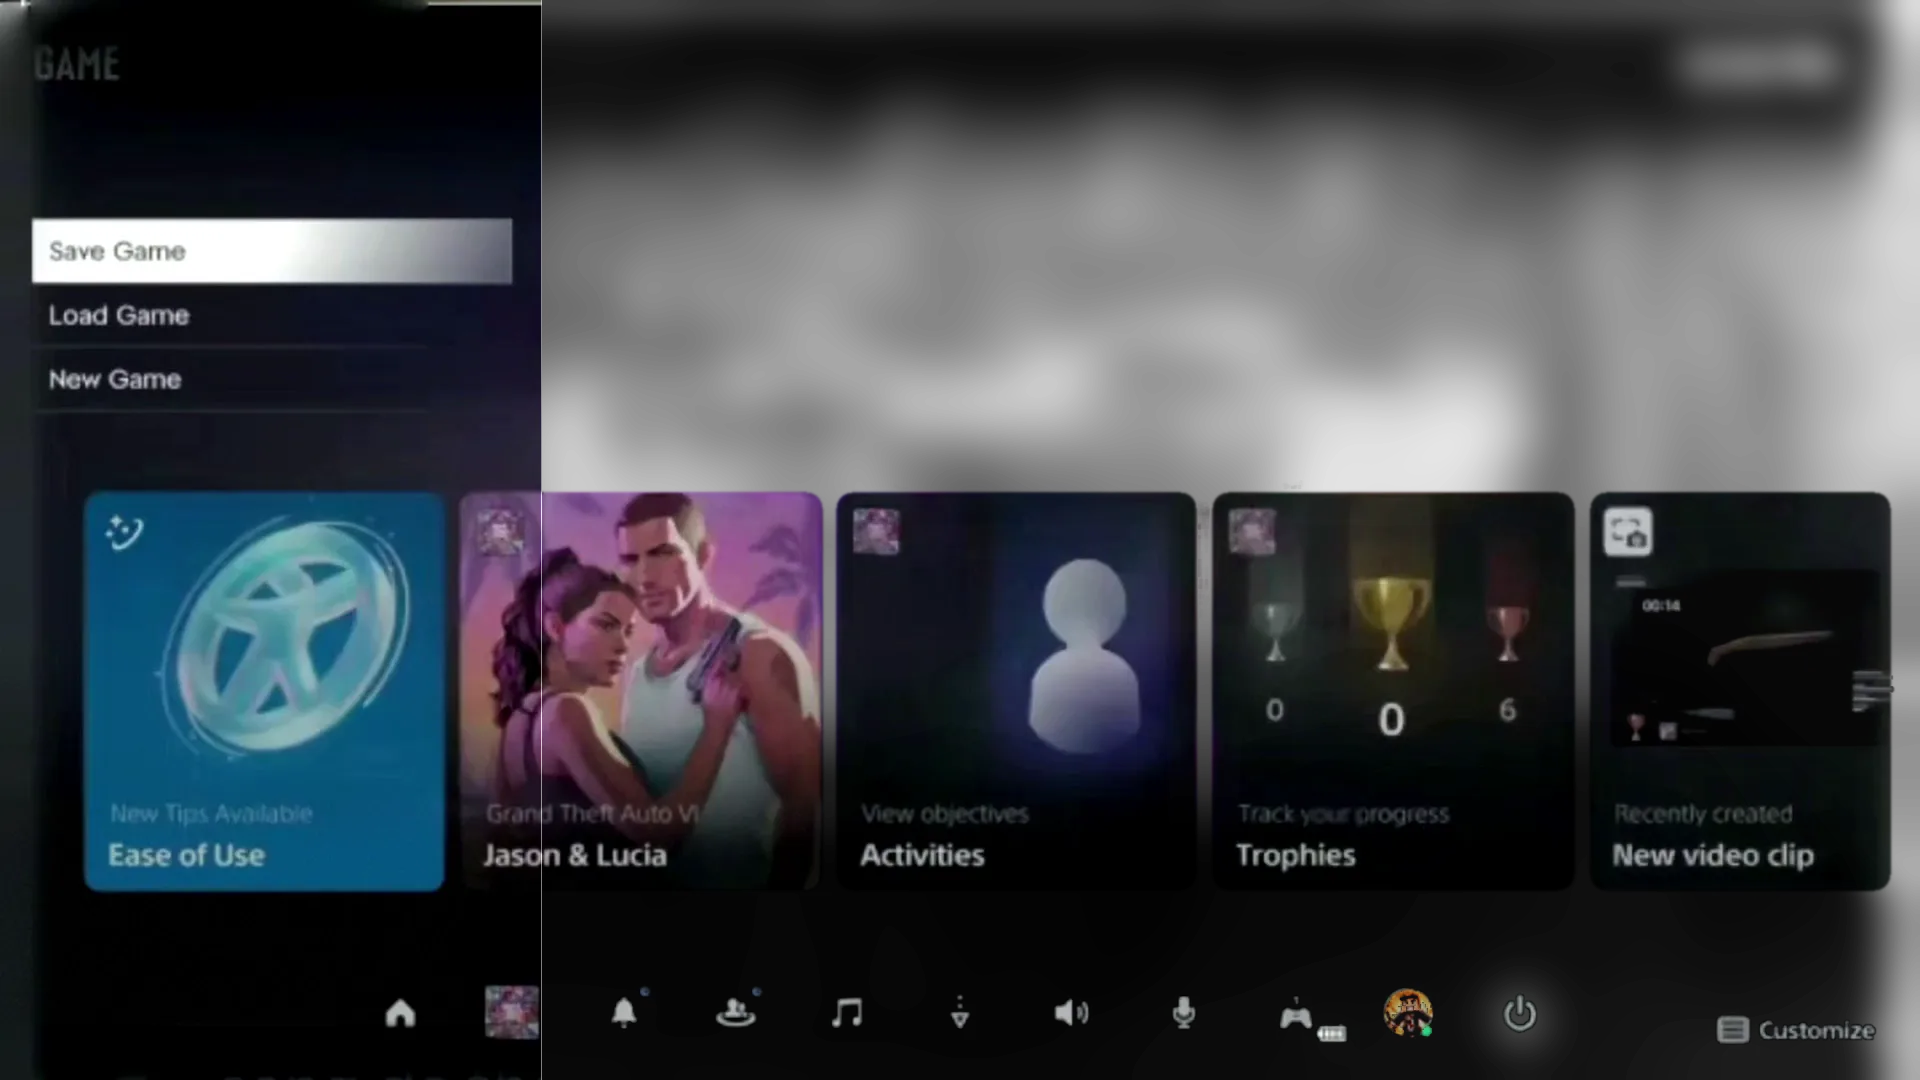 GAME
Save Game
Load Game
New Game
New Tips Available
Ease of Use
Grand Theft Auto VI
Jason & Lucia
View objectives
Activities
0
0
6
Track your progress
Trophies
00:14
Recently created
New video clip
Customize